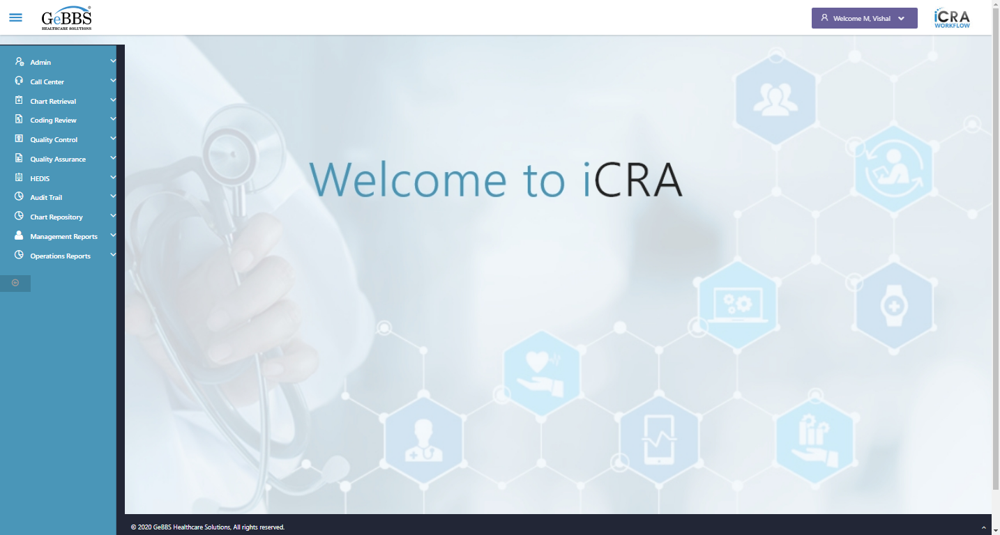 GeBBS
HEALTHCARE SOLUTIONS
Welcome M, Vishal
iCRA
WORKFLOW
Admin
Call Center
Chart Retrieval
Coding Review
Quality Control
Quality Assurance
HEDIS
Audit Trail
Chart Repository
Management Reports
Operations Reports
Welcome to iCRA
© 2020 GeBBS Healthcare Solutions, All rights reserved.